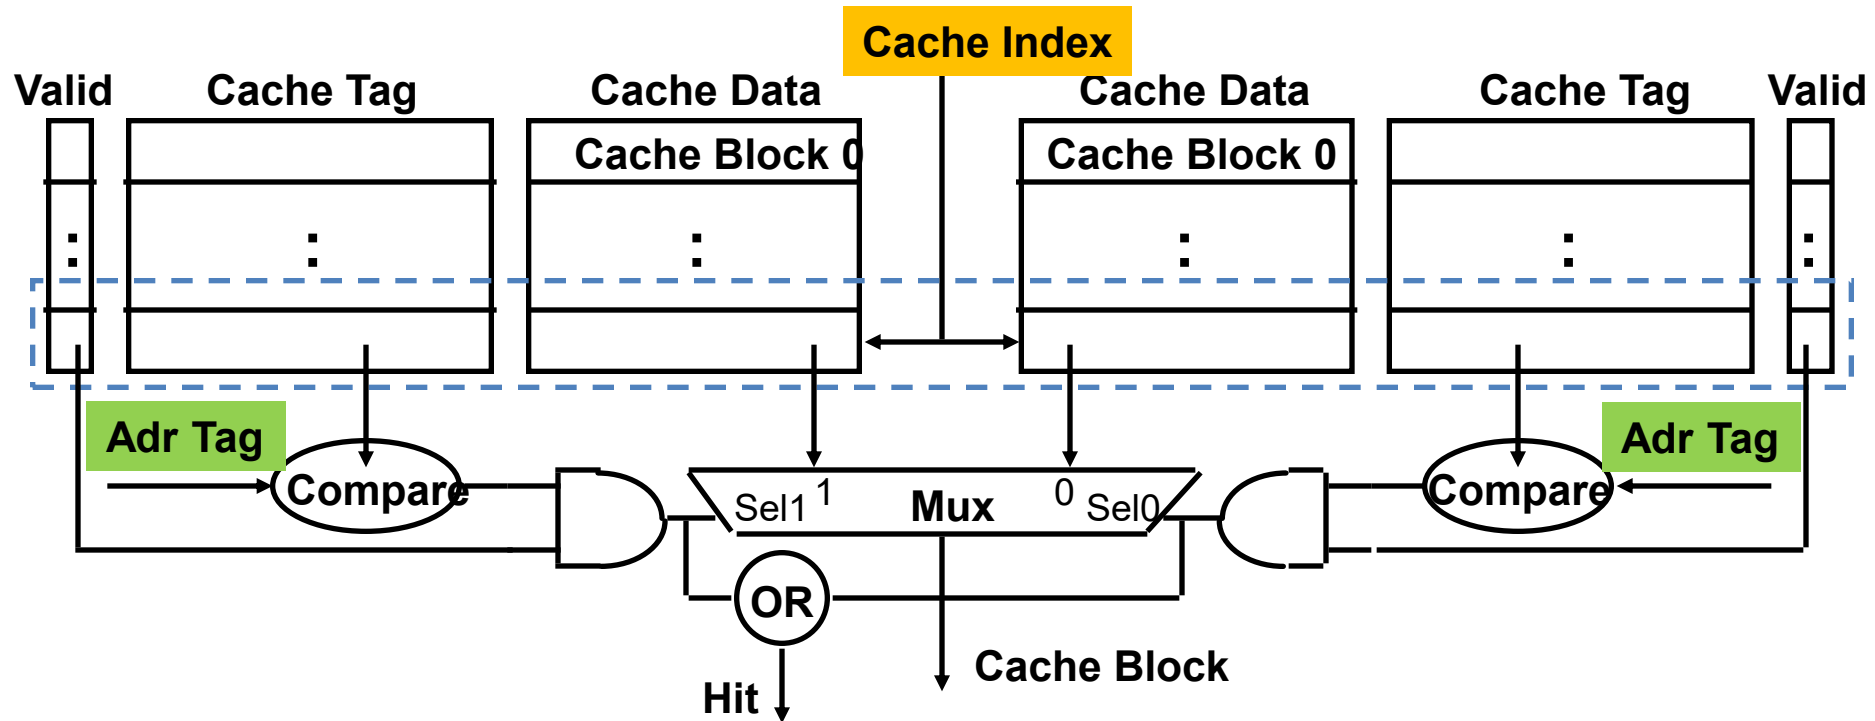 Cache Index
Valid Cache Tag Cache Data Cache Data Cache Tag Valid
Cache Block 0 Cache Block 0
: : : : : :
Adr Tag Adr Tag
Compare Sel1 1 Mux 0 Sel0 Compare
OR
Cache Block
Hit